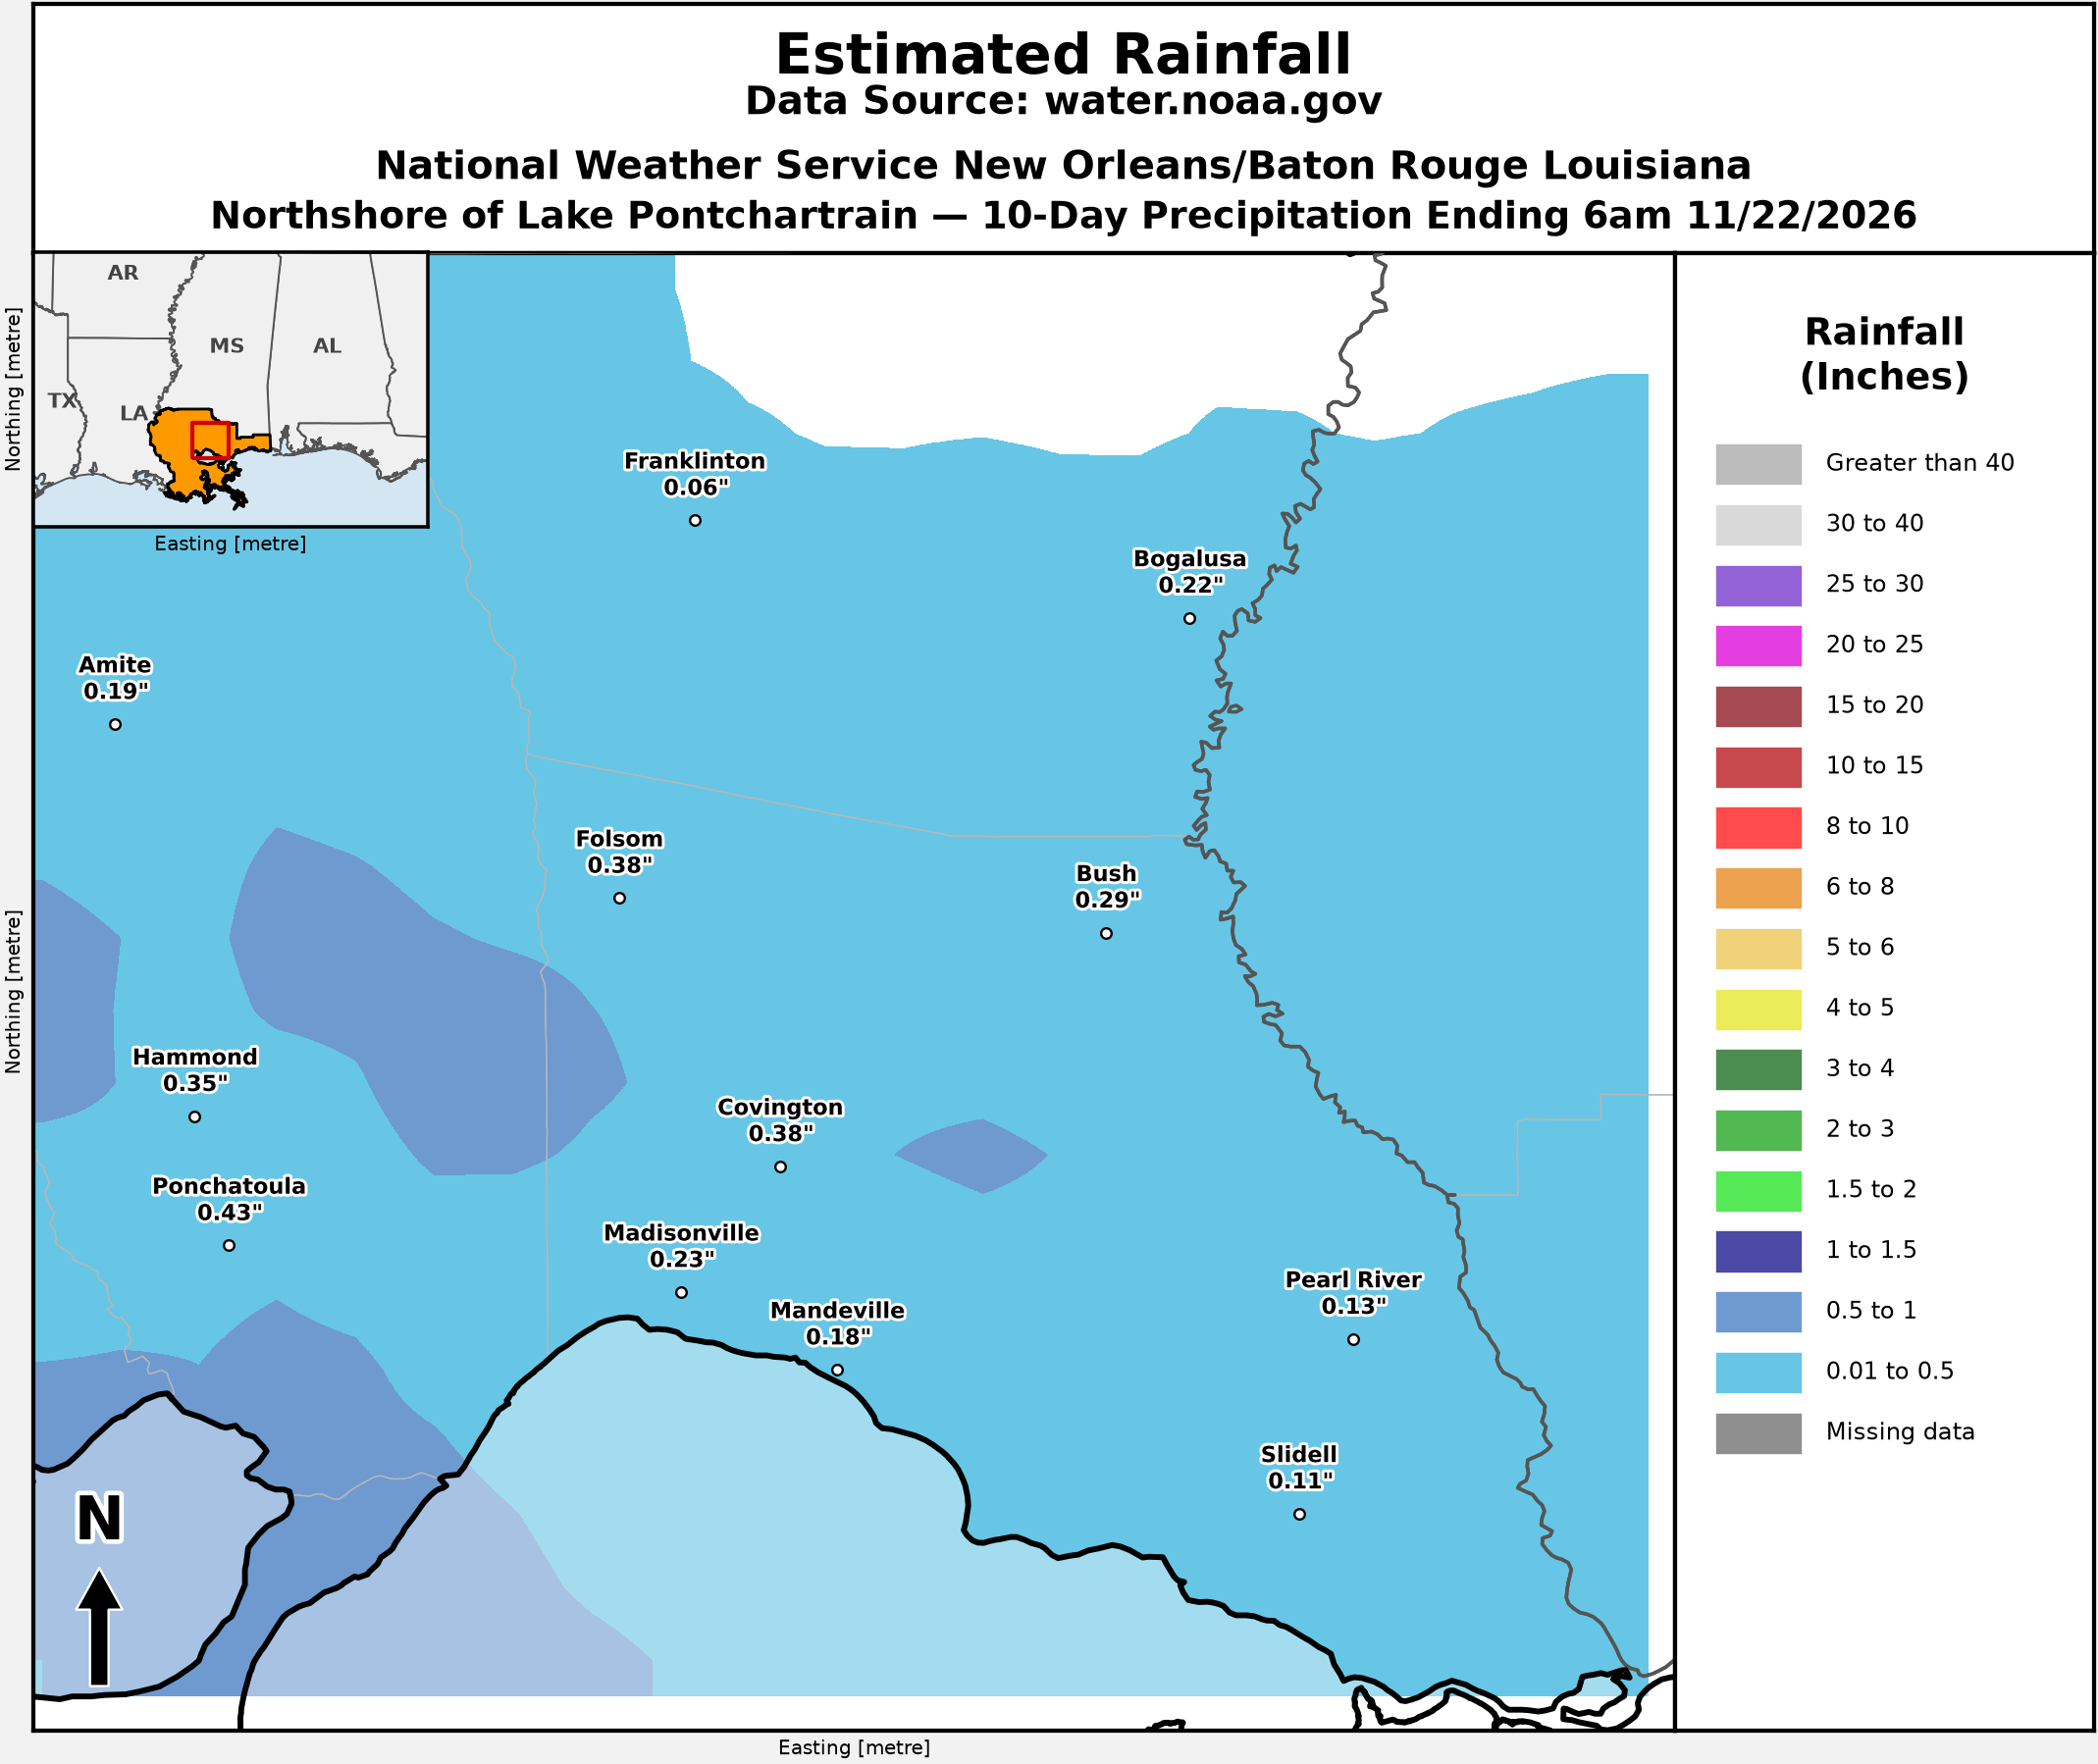 Estimated Rainfall
Data Source: water.noaa.gov
National Weather Service New Orleans/Baton Rouge Louisiana
Northshore of Lake Pontchartrain — 10-Day Precipitation Ending 6am 11/22/2026
Northing [metre]
AR
MS
AL
TX
LA
Easting [metre]
Franklinton
0.06"
Bogalusa
0.22"
Amite
0.19"
Folsom
0.38"
Bush
0.29"
Northing [metre]
Hammond
0.35"
Covington
0.38"
Ponchatoula
0.43"
Madisonville
0.23"
Mandeville
0.18"
Pearl River
0.13"
Slidell
0.11"
N
Easting [metre]
Rainfall
(Inches)
Greater than 40
30 to 40
25 to 30
20 to 25
15 to 20
10 to 15
8 to 10
6 to 8
5 to 6
4 to 5
3 to 4
2 to 3
1.5 to 2
1 to 1.5
0.5 to 1
0.01 to 0.5
Missing data